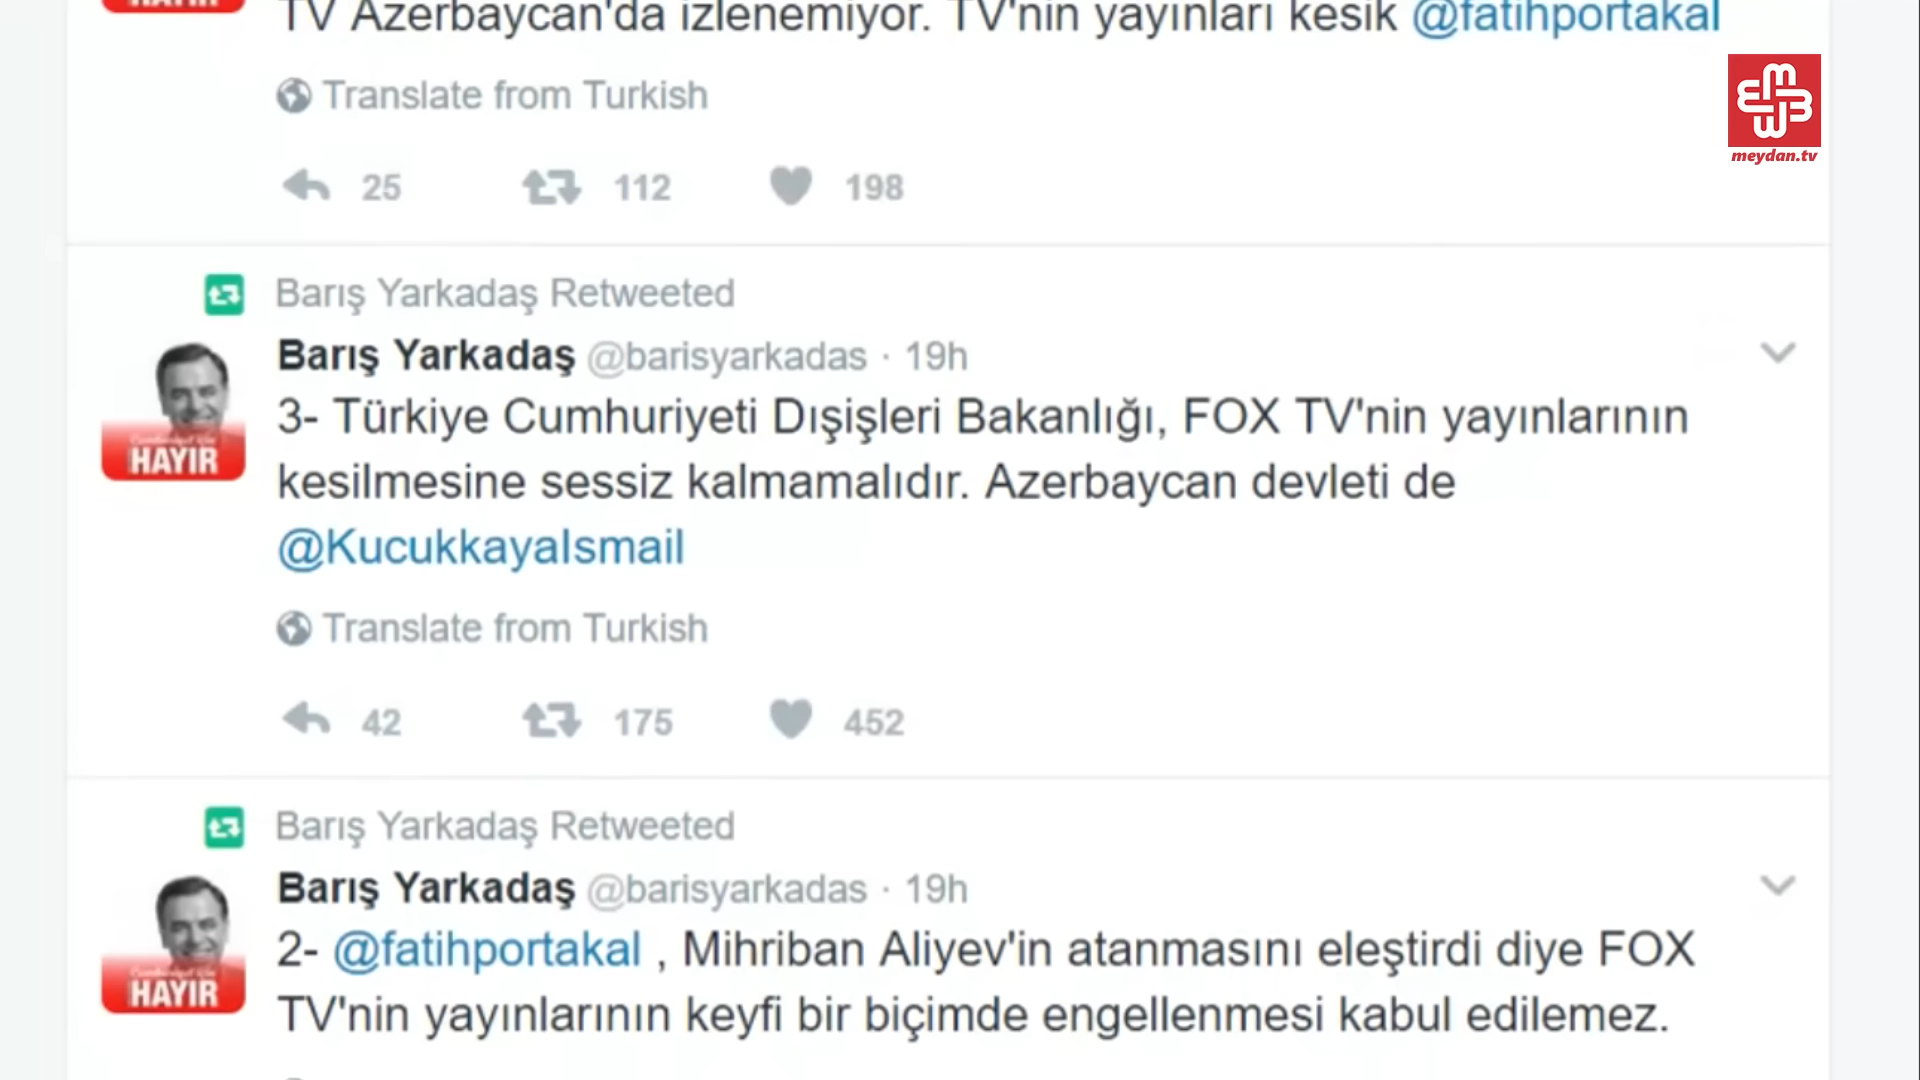 TV Azerbaycan'da izlenemiyor. TV'nin yayınları kesik @fatihportakal
Translate from Turkish
25 112 198
meydan.tv
Barış Yarkadaş Retweeted
Barış Yarkadaş @barisyarkadas · 19h
3- Türkiye Cumhuriyeti Dışişleri Bakanlığı, FOX TV'nin yayınlarının
kesilmesine sessiz kalmamalıdır. Azerbaycan devleti de
@KucukkayaIsmail
HAYIR
Translate from Turkish
42 175 452
Barış Yarkadaş Retweeted
Barış Yarkadaş @barisyarkadas · 19h
2- @fatihportakal , Mihriban Aliyev'in atanmasını eleştirdi diye FOX
TV'nin yayınlarının keyfi bir biçimde engellenmesi kabul edilemez.
HAYIR